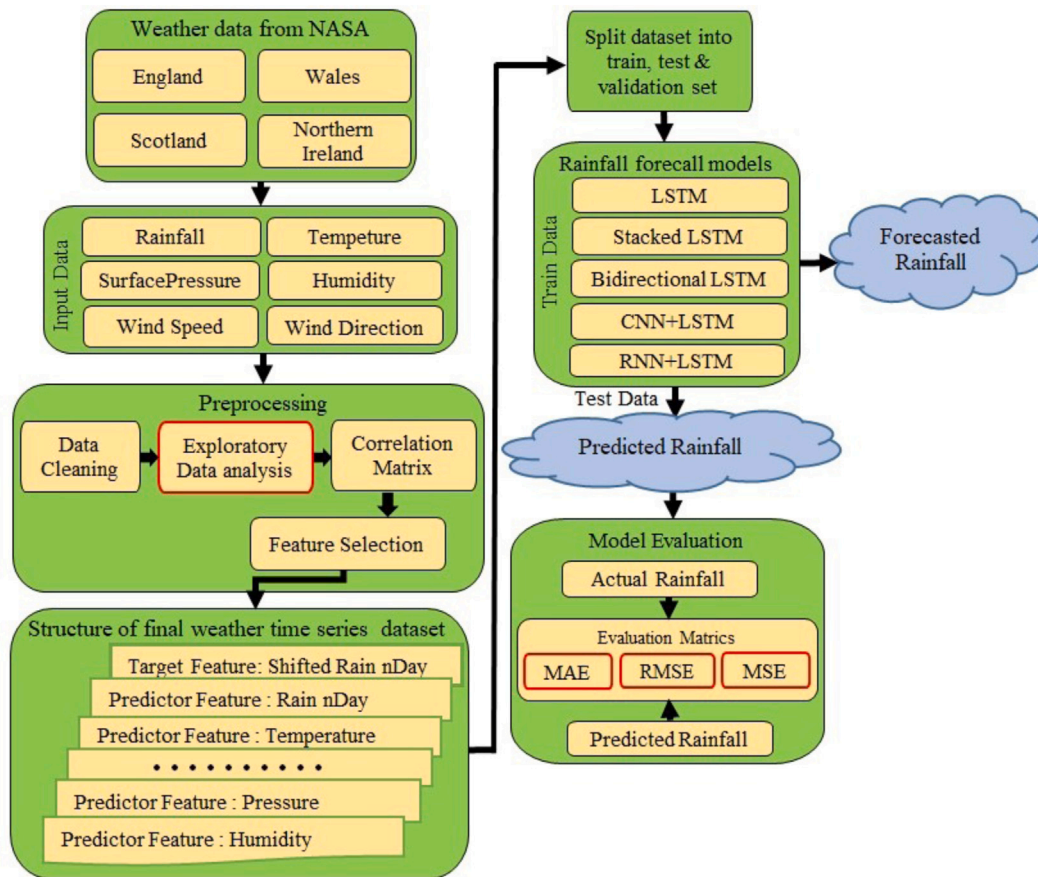 Weather data from NASA
England
Wales
Scotland
Northern
Ireland
Input Data
Rainfall
Tempeture
SurfacePressure
Humidity
Wind Speed
Wind Direction
Preprocessing
Data
Cleaning
Exploratory
Data analysis
Correlation
Matrix
Feature Selection
Structure of final weather time series dataset
Target Feature: Shifted Rain nDay
Predictor Feature : Rain nDay
Predictor Feature : Temperature
• • • • • • • • • •
Predictor Feature : Pressure
Predictor Feature : Humidity
Split dataset into
train, test &
validation set
Rainfall forecall models
Train Data
LSTM
Stacked LSTM
Bidirectional LSTM
CNN+LSTM
RNN+LSTM
Forecasted
Rainfall
Test Data
Predicted Rainfall
Model Evaluation
Actual Rainfall
Evaluation Matrics
MAE
RMSE
MSE
Predicted Rainfall